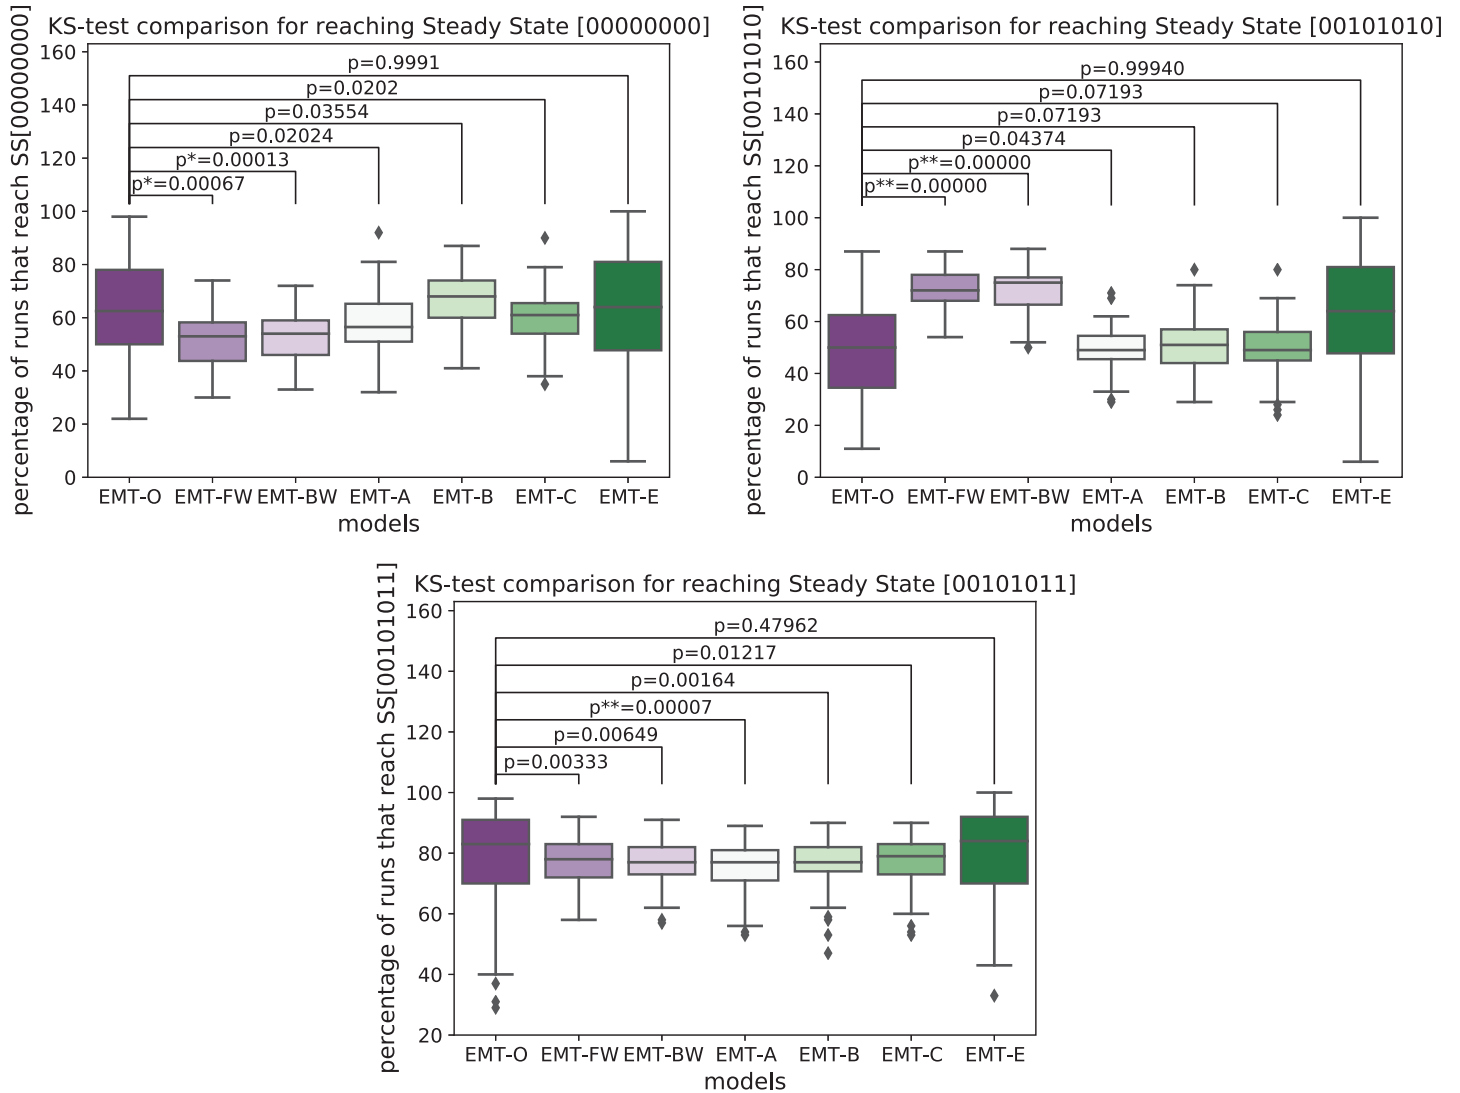 KS-test comparison for reaching Steady State [00000000]
percentage of runs that reach SS[00000000]
160
140
120
100
80
60
40
20
0
p=0.9991
p=0.0202
p=0.03554
p=0.02024
p*=0.00013
p*=0.00067
EMT-O EMT-FW EMT-BW EMT-A EMT-B EMT-C EMT-E
models
KS-test comparison for reaching Steady State [00101010]
percentage of runs that reach SS[00101010]
160
140
120
100
80
60
40
20
0
p=0.99940
p=0.07193
p=0.07193
p=0.04374
p**=0.00000
p**=0.00000
EMT-O EMT-FW EMT-BW EMT-A EMT-B EMT-C EMT-E
models
KS-test comparison for reaching Steady State [00101011]
percentage of runs that reach SS[00101011]
160
140
120
100
80
60
40
20
p=0.47962
p=0.01217
p=0.00164
p**=0.00007
p=0.00649
p=0.00333
EMT-O EMT-FW EMT-BW EMT-A EMT-B EMT-C EMT-E
models